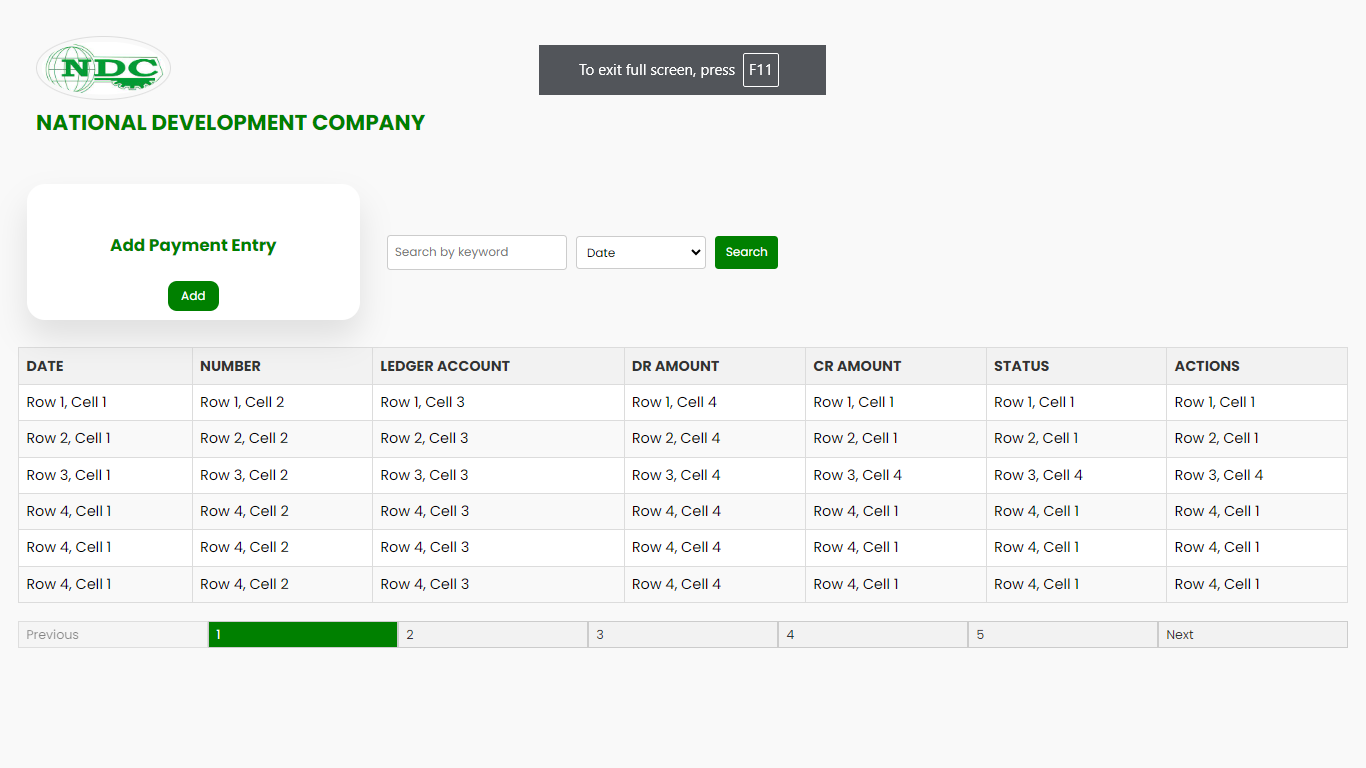 NDC
To exit full screen, press F11
NATIONAL DEVELOPMENT COMPANY
Add Payment Entry
Add
Search by keyword Date Search
DATE NUMBER LEDGER ACCOUNT DR AMOUNT CR AMOUNT STATUS ACTIONS
Row 1, Cell 1 Row 1, Cell 2 Row 1, Cell 3 Row 1, Cell 4 Row 1, Cell 1 Row 1, Cell 1 Row 1, Cell 1
Row 2, Cell 1 Row 2, Cell 2 Row 2, Cell 3 Row 2, Cell 4 Row 2, Cell 1 Row 2, Cell 1 Row 2, Cell 1
Row 3, Cell 1 Row 3, Cell 2 Row 3, Cell 3 Row 3, Cell 4 Row 3, Cell 4 Row 3, Cell 4 Row 3, Cell 4
Row 4, Cell 1 Row 4, Cell 2 Row 4, Cell 3 Row 4, Cell 4 Row 4, Cell 1 Row 4, Cell 1 Row 4, Cell 1
Row 4, Cell 1 Row 4, Cell 2 Row 4, Cell 3 Row 4, Cell 4 Row 4, Cell 1 Row 4, Cell 1 Row 4, Cell 1
Row 4, Cell 1 Row 4, Cell 2 Row 4, Cell 3 Row 4, Cell 4 Row 4, Cell 1 Row 4, Cell 1 Row 4, Cell 1
Previous 1 2 3 4 5 Next